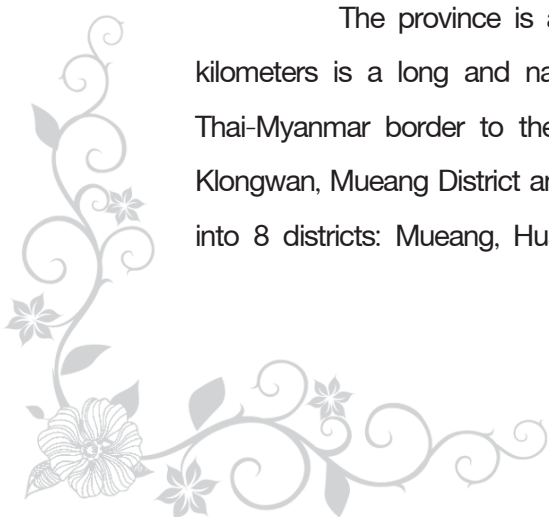 The province is a
kilometers is a long and na
Thai-Myanmar border to the
Klongwan, Mueang District ar
into 8 districts: Mueang, Hu